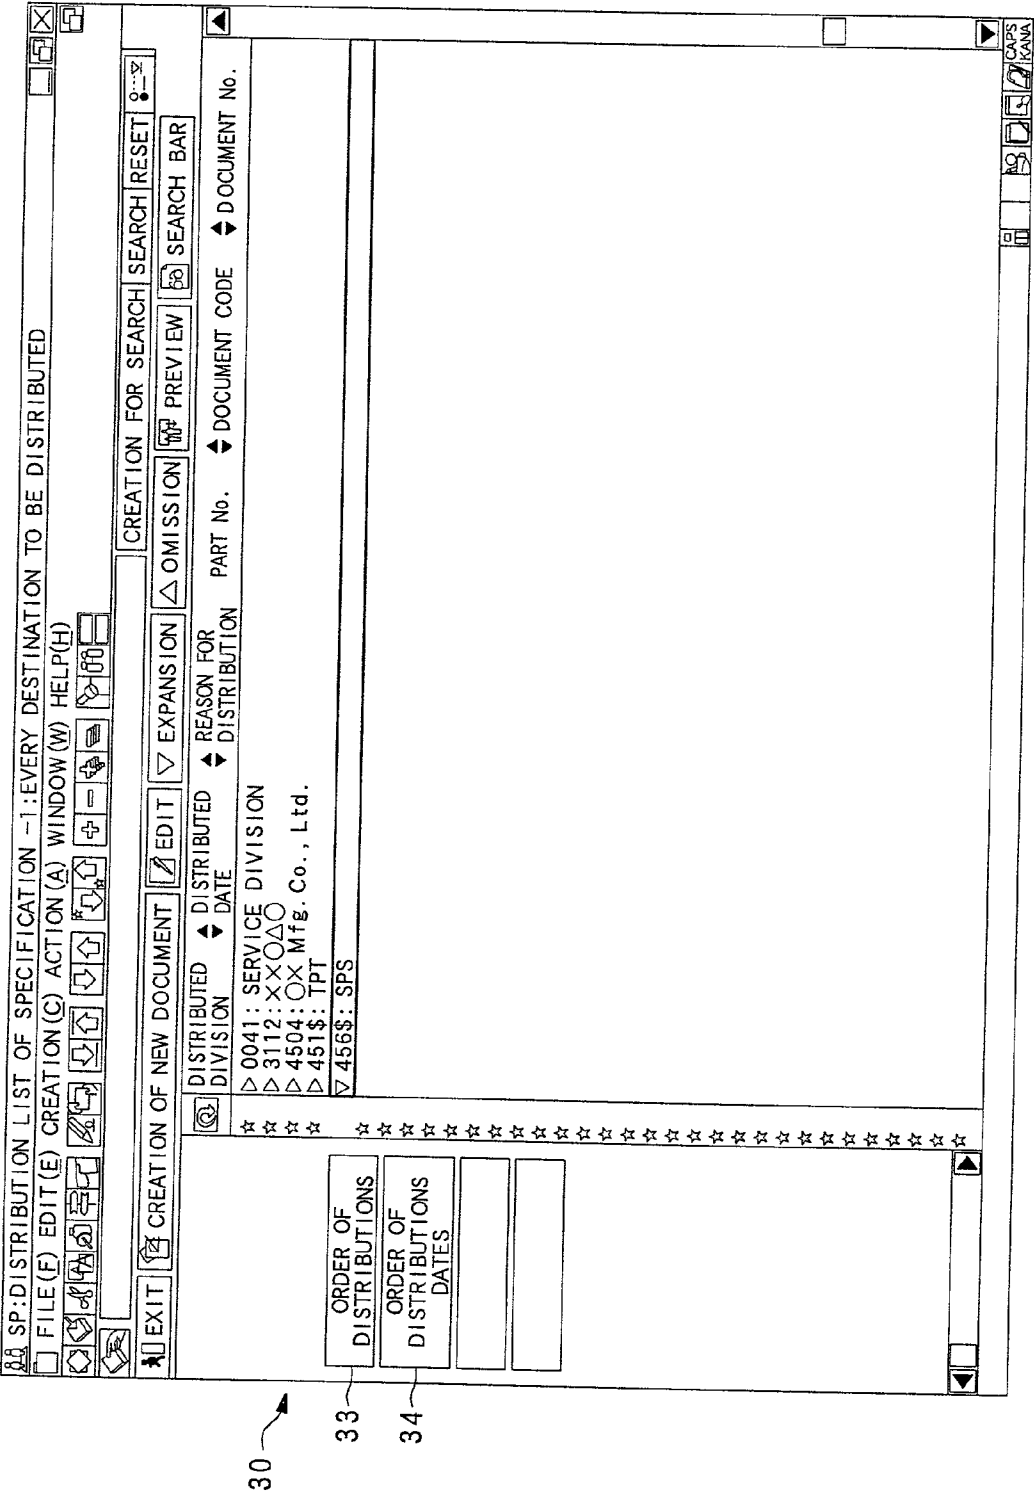 SP:DISTRIBUTION LIST OF SPECIFICATION -1:EVERY DESTINATION TO BE DISTRIBUTED
FILE(F) EDIT(E) CREATION(C) ACTION(A) WINDOW(W) HELP(H)
CREATION FOR SEARCH SEARCH RESET
EXIT CREATION OF NEW DOCUMENT EDIT ▽ EXPANSION △ OMISSION PREVIEW SEARCH BAR
DISTRIBUTED DIVISION
DISTRIBUTED DATE
REASON FOR DISTRIBUTION
PART No.
DOCUMENT CODE
DOCUMENT No.
▷ 0041: SERVICE DIVISION
▷ 3112:××○△○
▷ 4504:○× Mfg. Co., Ltd.
▷ 451$: TPT
▽ 456$: SPS
ORDER OF
DISTRIBUTIONS
ORDER OF
DISTRIBUTIONS
DATES
30
33
34
CAPS
KANA